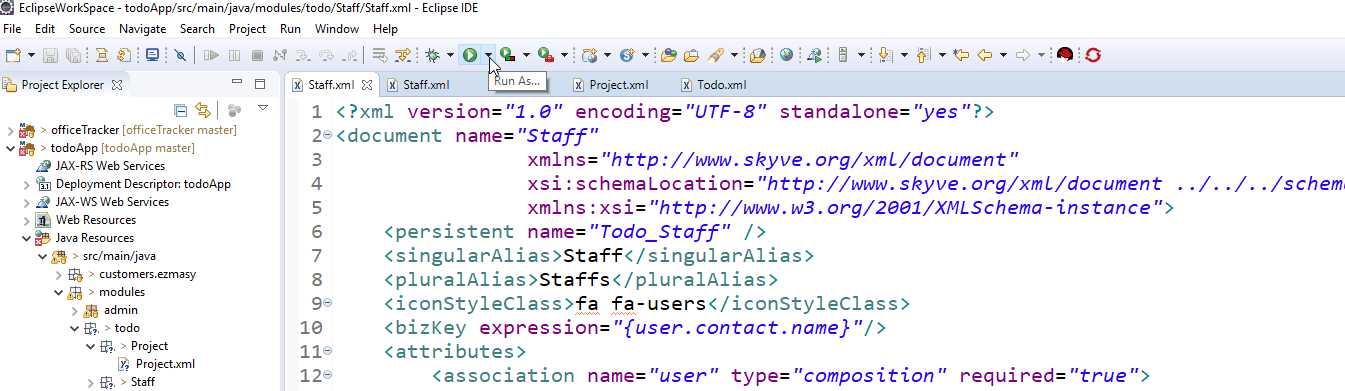 EclipseWorkSpace - todoApp/src/main/java/modules/todo/Staff/Staff.xml - Eclipse IDE
File Edit Source Navigate Search Project Run Window Help
Run As...
Project Explorer
> officeTracker [officeTracker master]
> todoApp [todoApp master]
JAX-RS Web Services
Deployment Descriptor: todoApp
JAX-WS Web Services
> Web Resources
> Java Resources
> src/main/java
> customers.ezmasy
> modules
> admin
> todo
> Project
Project.xml
> Staff
Staff.xml Staff.xml Project.xml Todo.xml
1 <?xml version="1.0" encoding="UTF-8" standalone="yes"?>
2 <document name="Staff"
3 xmlns="http://www.skyve.org/xml/document"
4 xsi:schemaLocation="http://www.skyve.org/xml/document ../../../schem
5 xmlns:xsi="http://www.w3.org/2001/XMLSchema-instance">
6 <persistent name="Todo_Staff" />
7 <singularAlias>Staff</singularAlias>
8 <pluralAlias>Staffs</pluralAlias>
9 <iconStyleClass>fa fa-users</iconStyleClass>
10 <bizKey expression="{user.contact.name}"/>
11 <attributes>
12 <association name="user" type="composition" required="true">